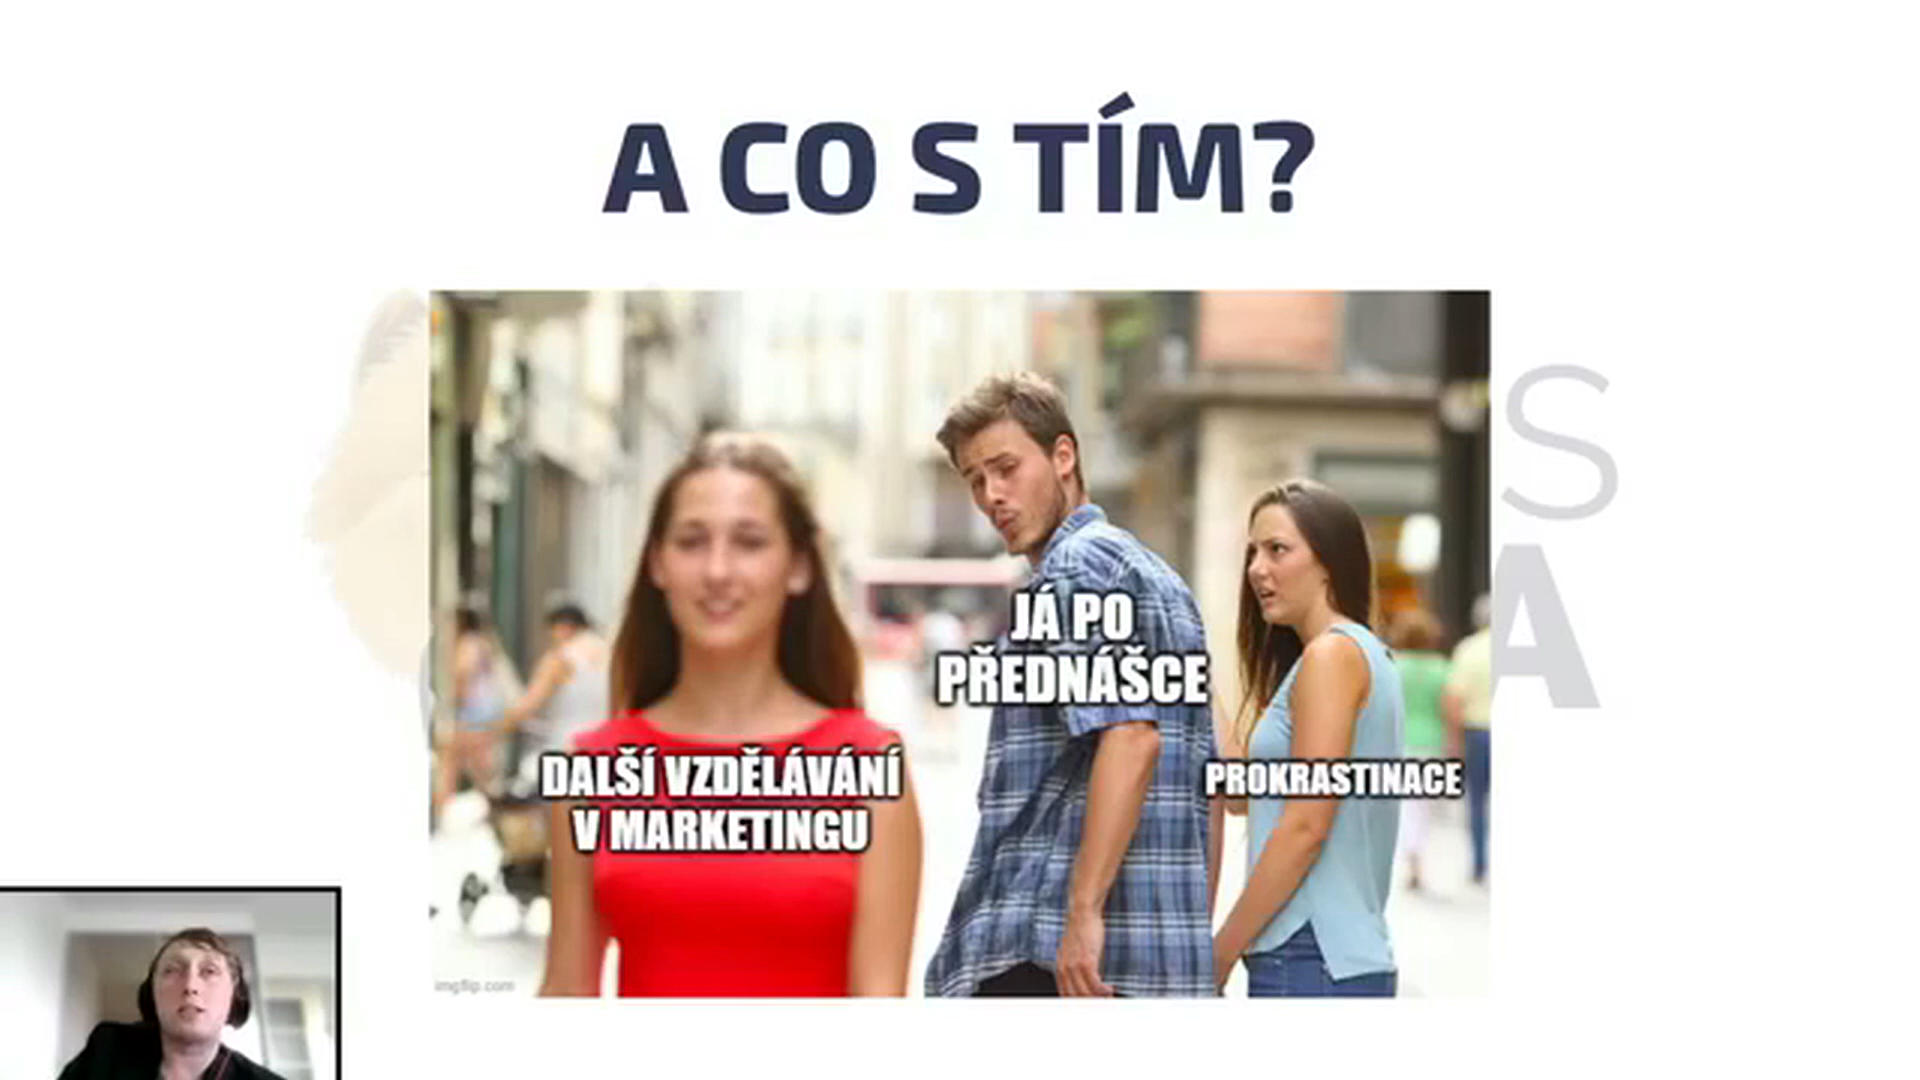 A CO S TÍM?
S
A
JÁ PO
PŘEDNÁŠCE
DALŠÍ VZDĚLÁVÁNÍ
V MARKETINGU
PROKRASTINACE
imgflip.com